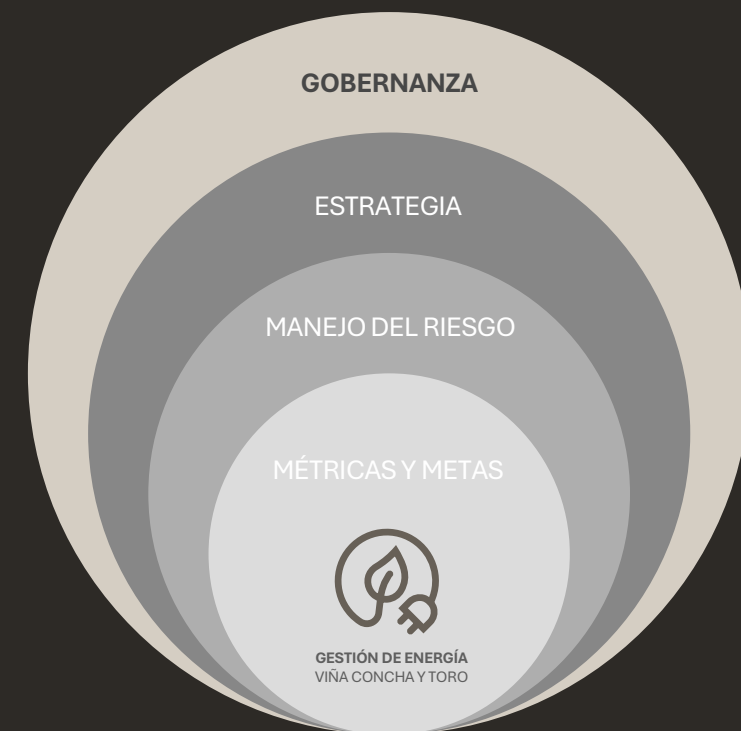 GOBERNANZA
ESTRATEGIA
MANEJO DEL RIESGO
MÉTRICAS Y METAS
GESTIÓN DE ENERGÍA
VIÑA CONCHA Y TORO